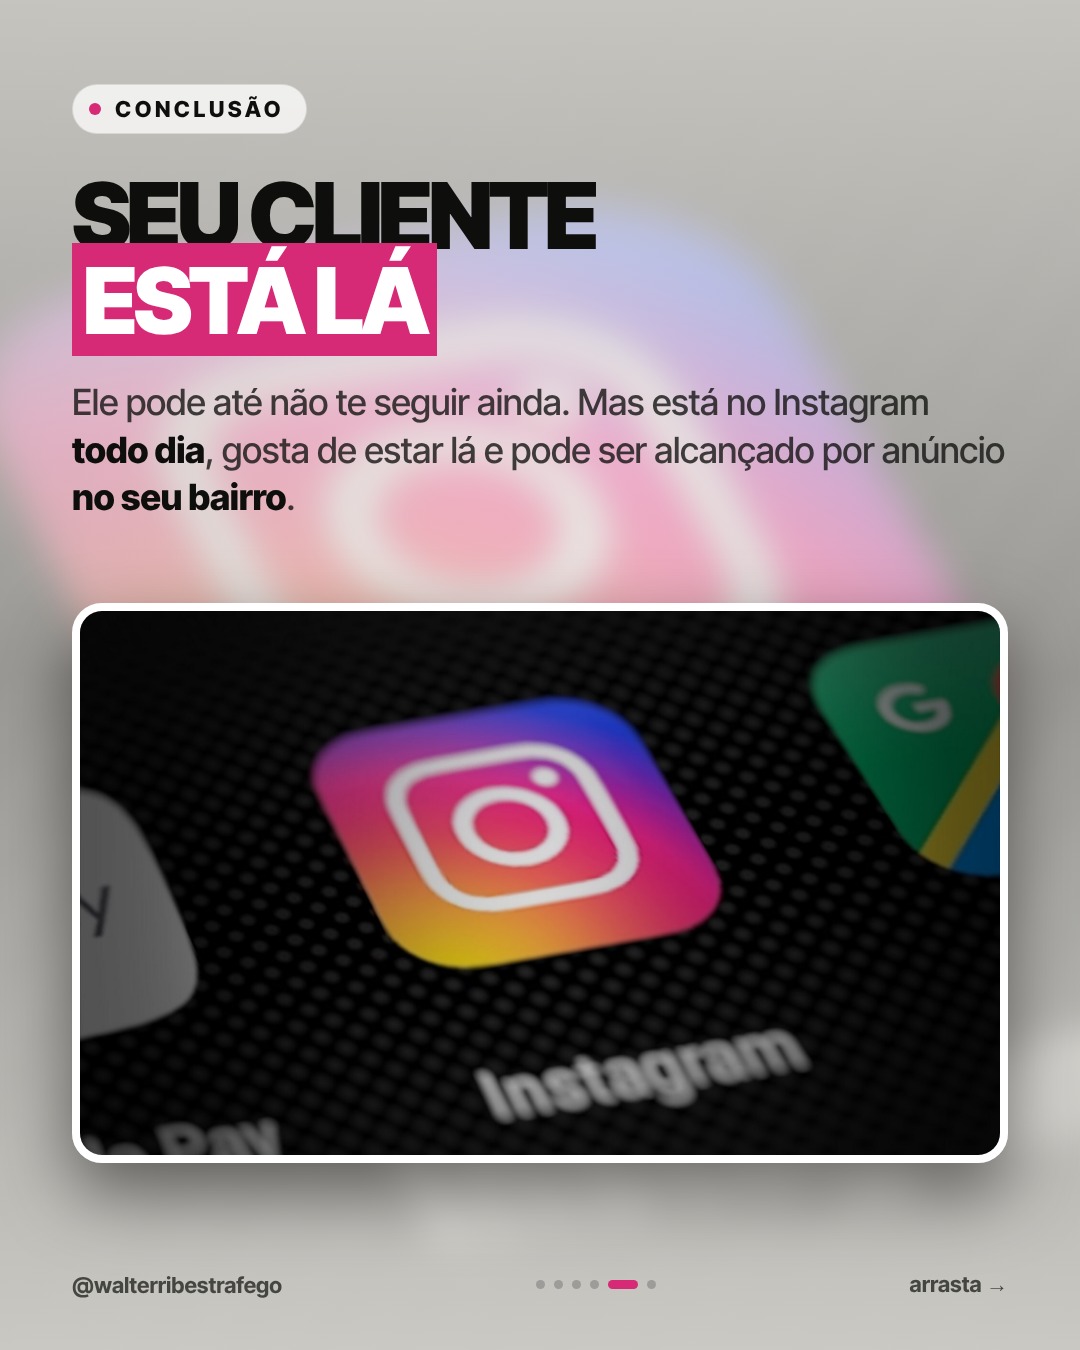 CONCLUSÃO
SEU CLIENTE
ESTÁ LÁ
Ele pode até não te seguir ainda. Mas está no Instagram
todo dia, gosta de estar lá e pode ser alcançado por anúncio
no seu bairro.
G
y
Instagram
Pay
@walterribestrafego
arrasta →